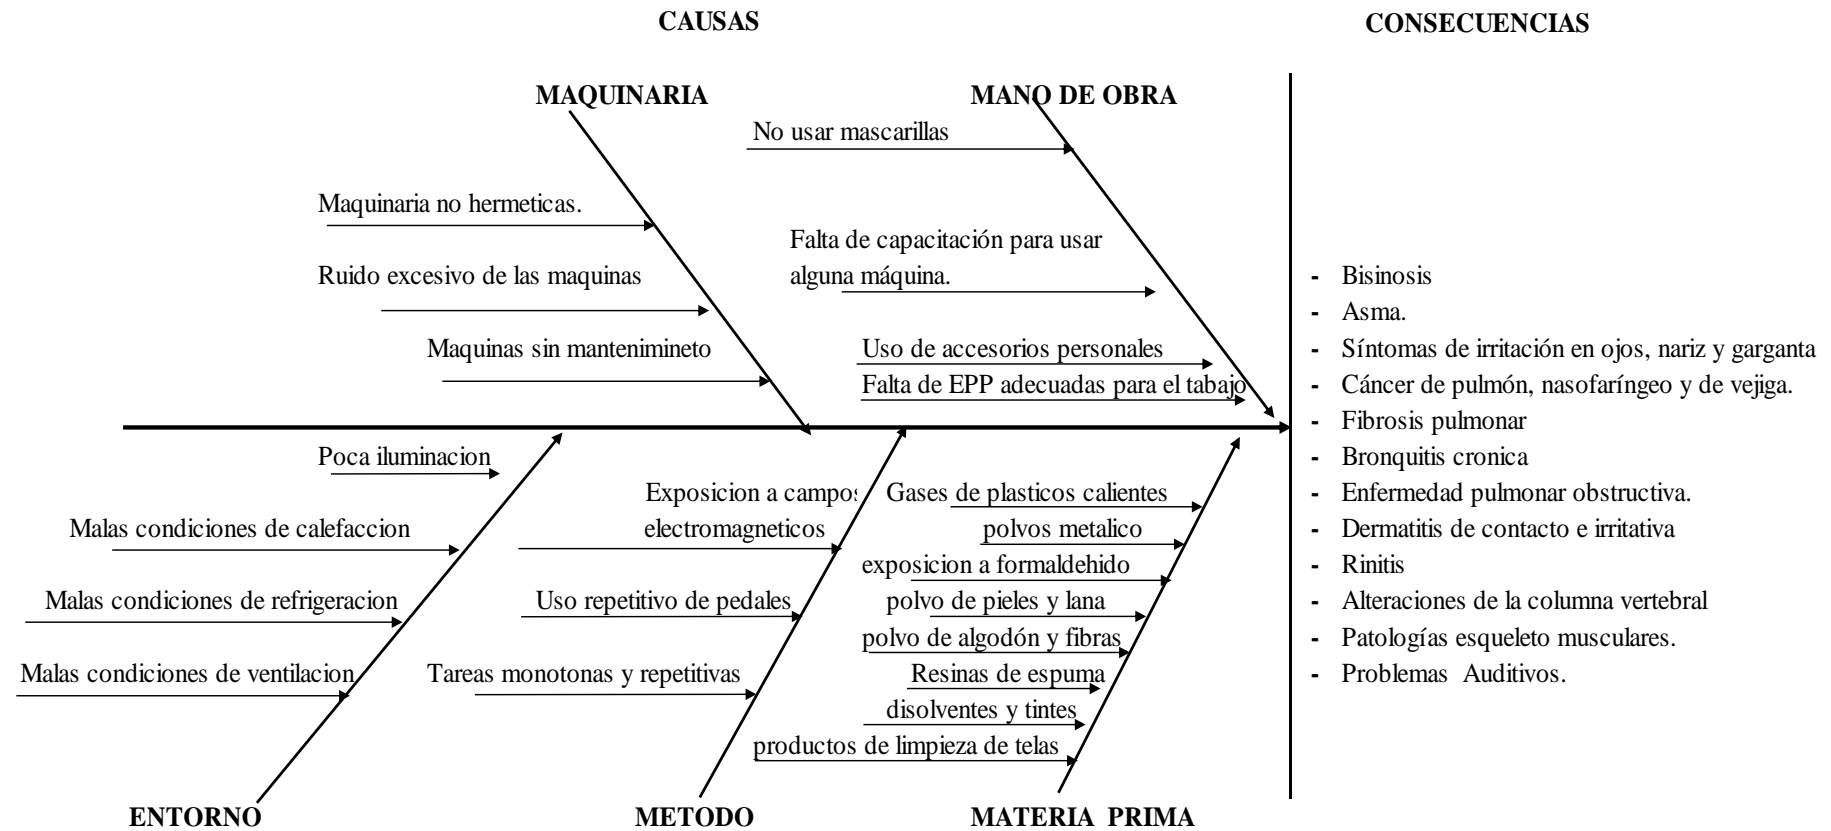 CAUSAS
CONSECUENCIAS
MAQUINARIA
MANO DE OBRA
No usar mascarillas
Maquinaria no hermeticas.
Falta de capacitación para usar
alguna máquina.
Ruido excesivo de las maquinas
Maquinas sin mantenimineto
Uso de accesorios personales
Falta de EPP adecuadas para el tabajo
- Bisinosis
- Asma.
- Síntomas de irritación en ojos, nariz y garganta
- Cáncer de pulmón, nasofaríngeo y de vejiga.
- Fibrosis pulmonar
- Bronquitis cronica
- Enfermedad pulmonar obstructiva.
- Dermatitis de contacto e irritativa
- Rinitis
- Alteraciones de la columna vertebral
- Patologías esqueleto musculares.
- Problemas Auditivos.
Poca iluminacion
Malas condiciones de calefaccion
Malas condiciones de refrigeracion
Malas condiciones de ventilacion
Exposicion a campos
electromagneticos
Uso repetitivo de pedales
Tareas monotonas y repetitivas
Gases de plasticos calientes
polvos metalico
exposicion a formaldehido
polvo de pieles y lana
polvo de algodón y fibras
Resinas de espuma
disolventes y tintes
productos de limpieza de telas
ENTORNO
METODO
MATERIA PRIMA